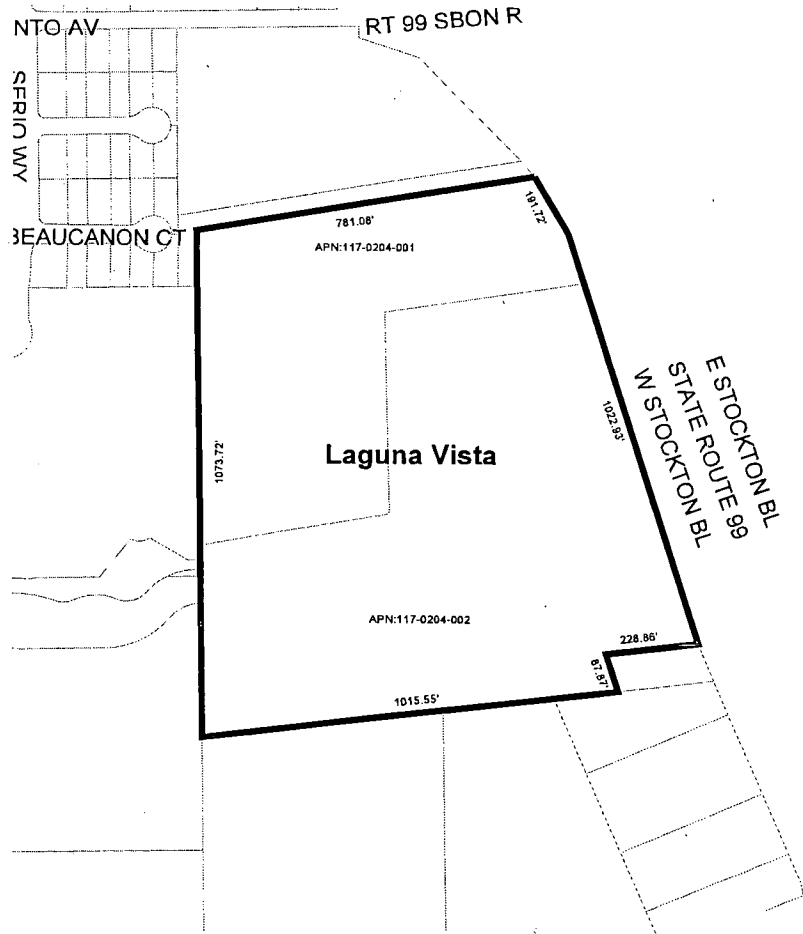 NTO AV
RT 99 SBON R
SERIO WY
BEAUCANON CT
781.08'
191.72'
APN:117-0204-001
E STOCKTON BL
STATE ROUTE 99
W STOCKTON BL
1022.93'
1073.72'
Laguna Vista
APN:117-0204-002
228.86'
87.87'
1015.55'